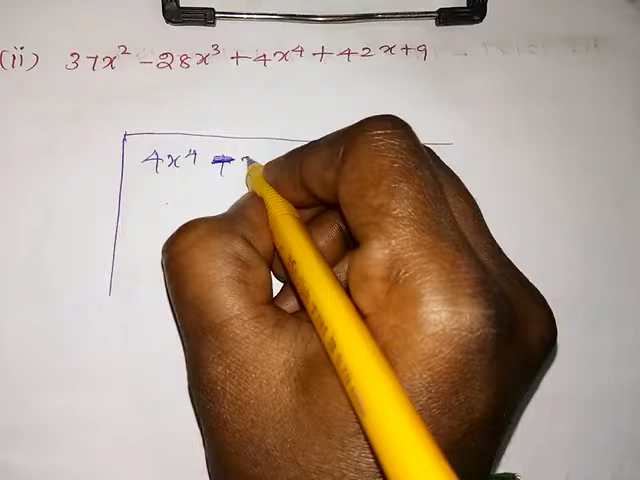 (ii) 37x² - 28x³ + 4x⁴ + 42x + 9
4x⁴ -